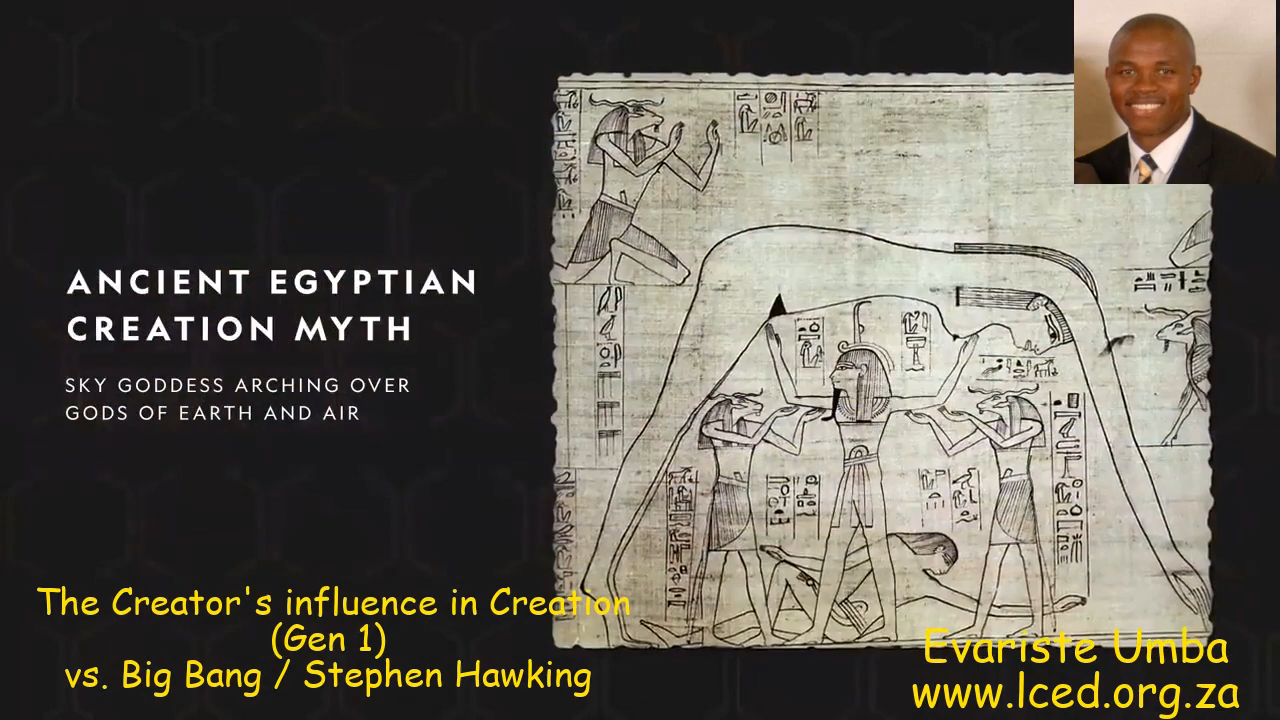 ANCIENT EGYPTIAN
CREATION MYTH
SKY GODDESS ARCHING OVER
GODS OF EARTH AND AIR
The Creator's influence in Creation
(Gen 1)
vs. Big Bang / Stephen Hawking
Evariste Umba
www.lced.org.za